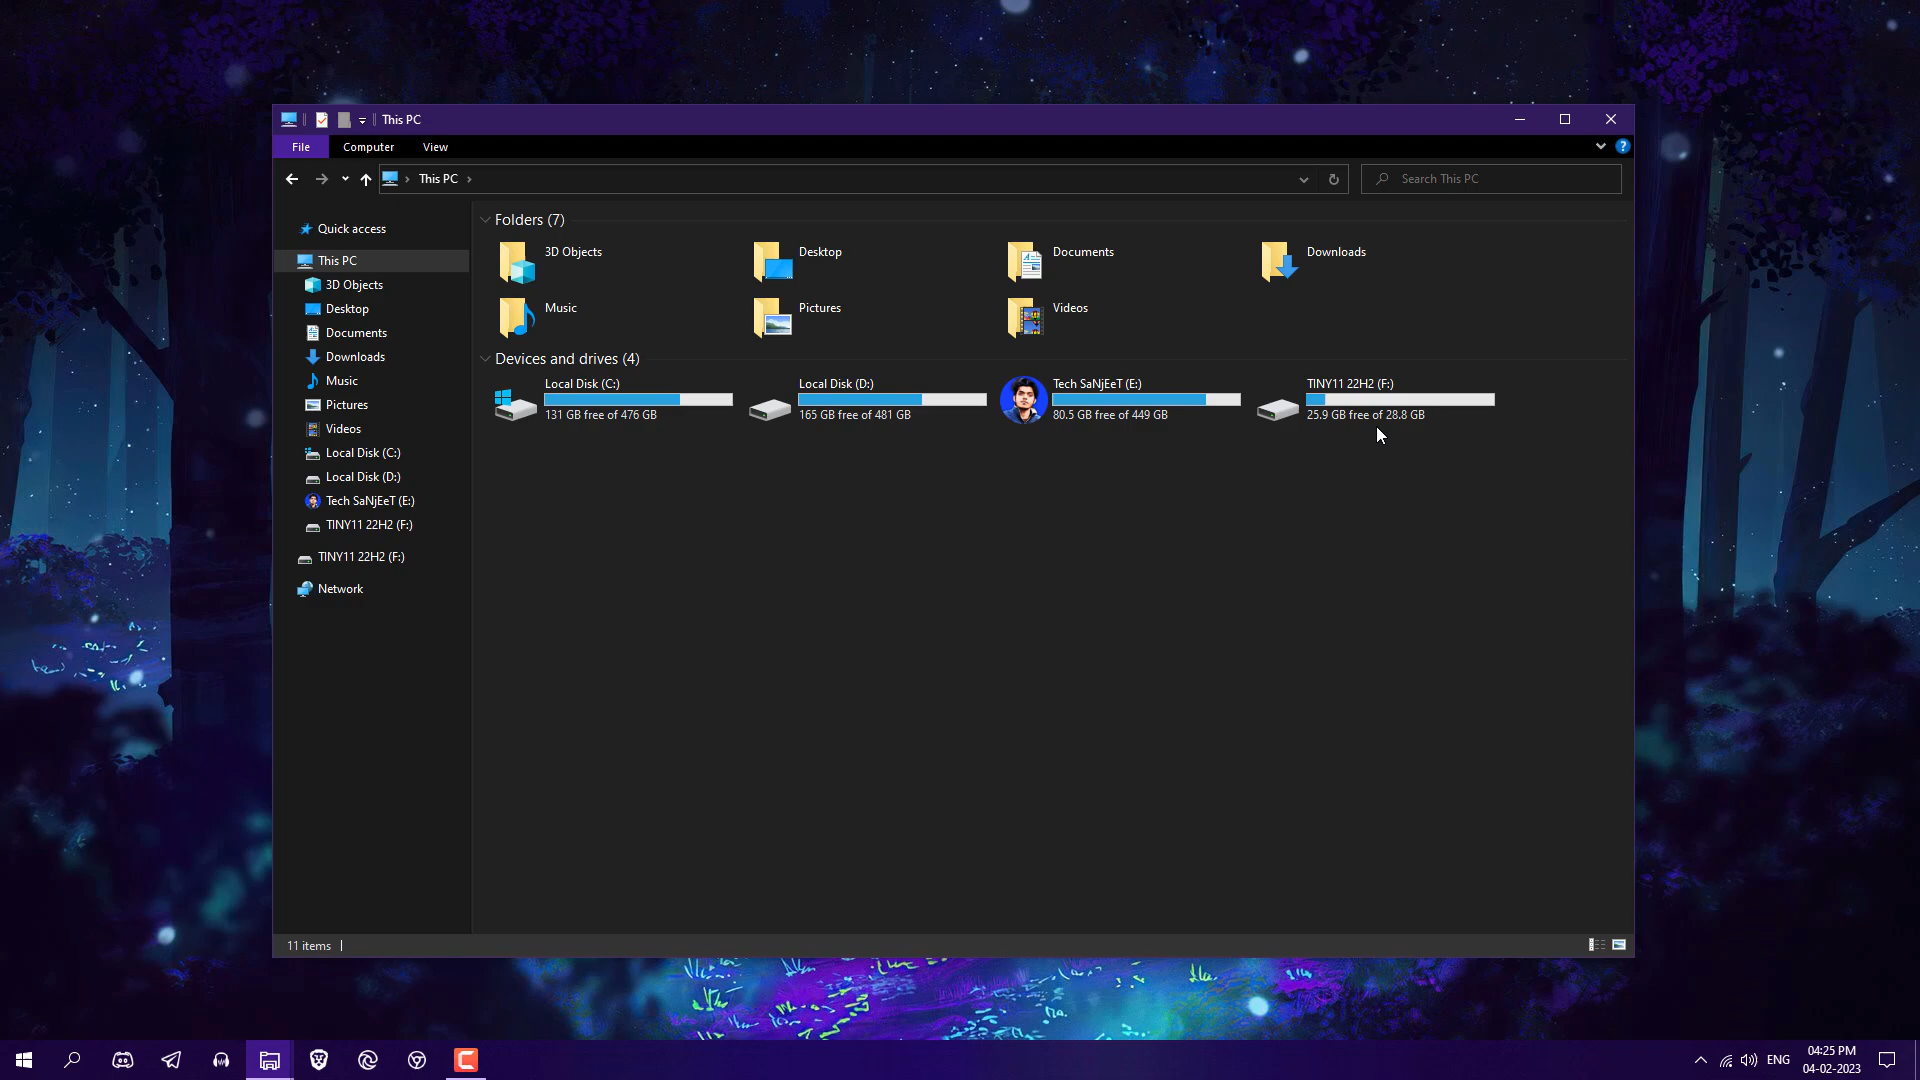 This PC
File Computer View
This PC
Search This PC
Quick access
This PC
3D Objects
Desktop
Documents
Downloads
Music
Pictures
Videos
Local Disk (C:)
Local Disk (D:)
Tech SaNjEeT (E:)
TINY11 22H2 (F:)
TINY11 22H2 (F:)
Network
Folders (7)
3D Objects
Desktop
Documents
Downloads
Music
Pictures
Videos
Devices and drives (4)
Local Disk (C:)
131 GB free of 476 GB
Local Disk (D:)
165 GB free of 481 GB
Tech SaNjEeT (E:)
80.5 GB free of 449 GB
TINY11 22H2 (F:)
25.9 GB free of 28.8 GB
11 items
ENG
04:25 PM
04-02-2023